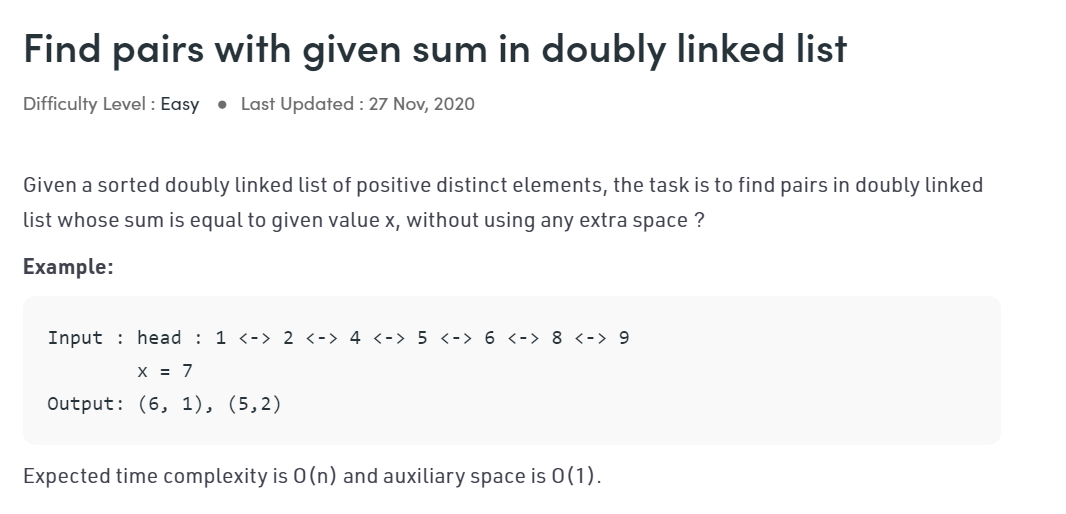 Find pairs with given sum in doubly linked list
Difficulty Level : Easy ● Last Updated : 27 Nov, 2020
Given a sorted doubly linked list of positive distinct elements, the task is to find pairs in doubly linked
list whose sum is equal to given value x, without using any extra space ?
Example:
Input : head : 1 <-> 2 <-> 4 <-> 5 <-> 6 <-> 8 <-> 9
x = 7
Output: (6, 1), (5,2)
Expected time complexity is O(n) and auxiliary space is O(1).